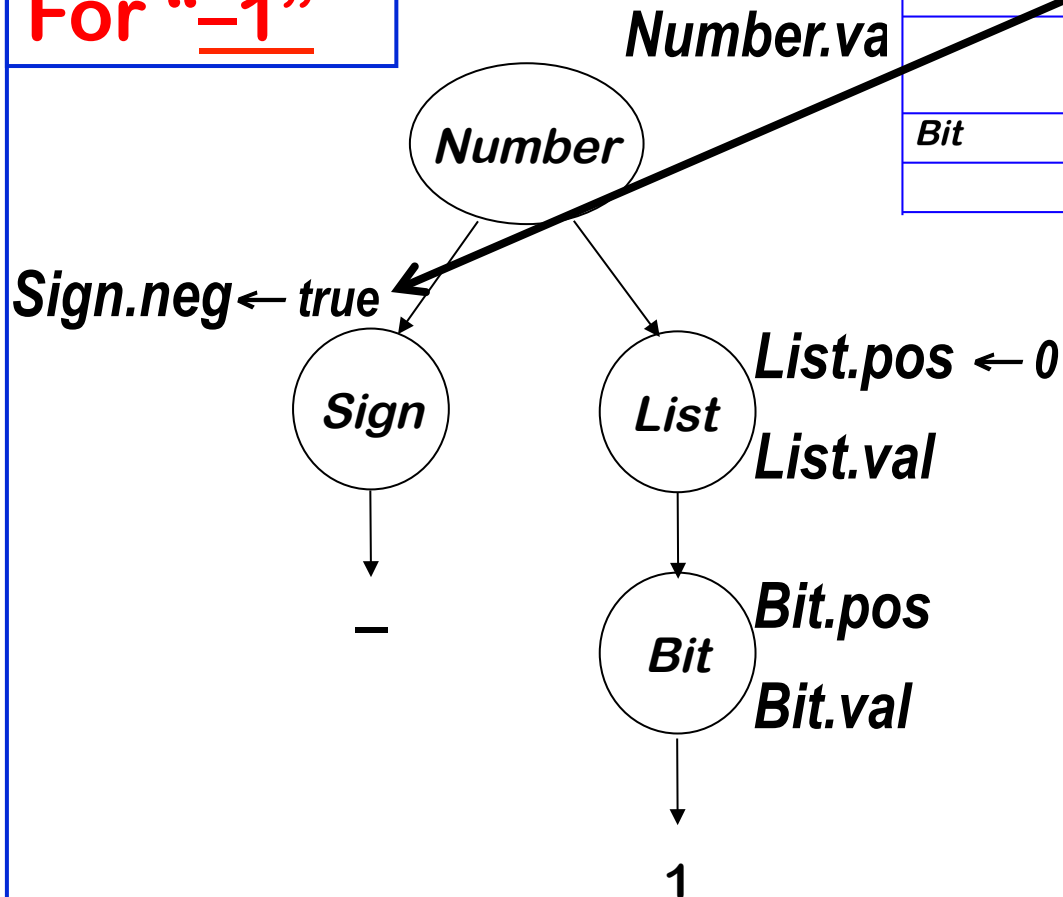 For “–1”
Number.va
Bit
Number
Sign.neg ← true
List.pos ← 0
Sign
List
List.val
Bit.pos
–
Bit
Bit.val
1